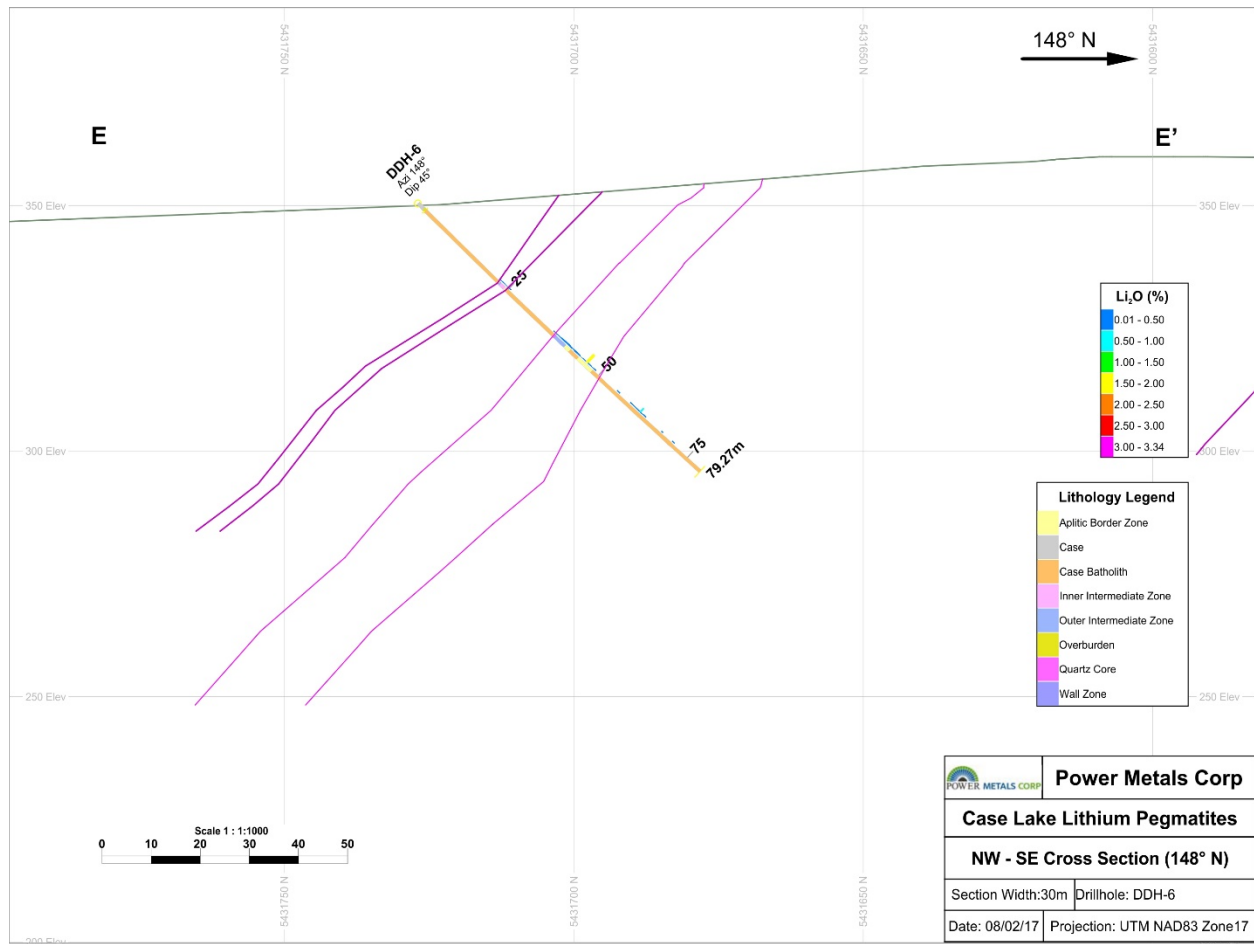 5431750 N
5431700 N
5431650 N
5431600 N
148° N
E
E'
DDH-6
Azi 148°
Dip 45°
350 Elev
350 Elev
25
50
75
79.27m
Li₂O (%)
0.01 - 0.50
0.50 - 1.00
1.00 - 1.50
1.50 - 2.00
2.00 - 2.50
2.50 - 3.00
3.00 - 3.34
300 Elev
300 Elev
Lithology Legend
Aplitic Border Zone
Case
Case Batholith
Inner Intermediate Zone
Outer Intermediate Zone
Overburden
Quartz Core
Wall Zone
250 Elev
250 Elev
Scale 1 : 1:1000
0 10 20 30 40 50
5431750 N
5431700 N
5431650 N
200 Elev
POWER METALS CORP
Power Metals Corp
Case Lake Lithium Pegmatites
NW - SE Cross Section (148° N)
Section Width:30m
Drillhole: DDH-6
Date: 08/02/17
Projection: UTM NAD83 Zone17